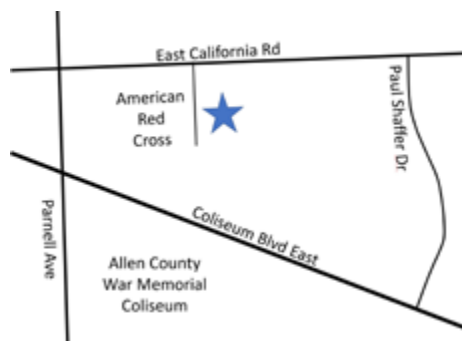 East California Rd
American
Red
Cross
Paul Shaffer Dr
Parnell Ave
Coliseum Blvd East
Allen County
War Memorial
Coliseum